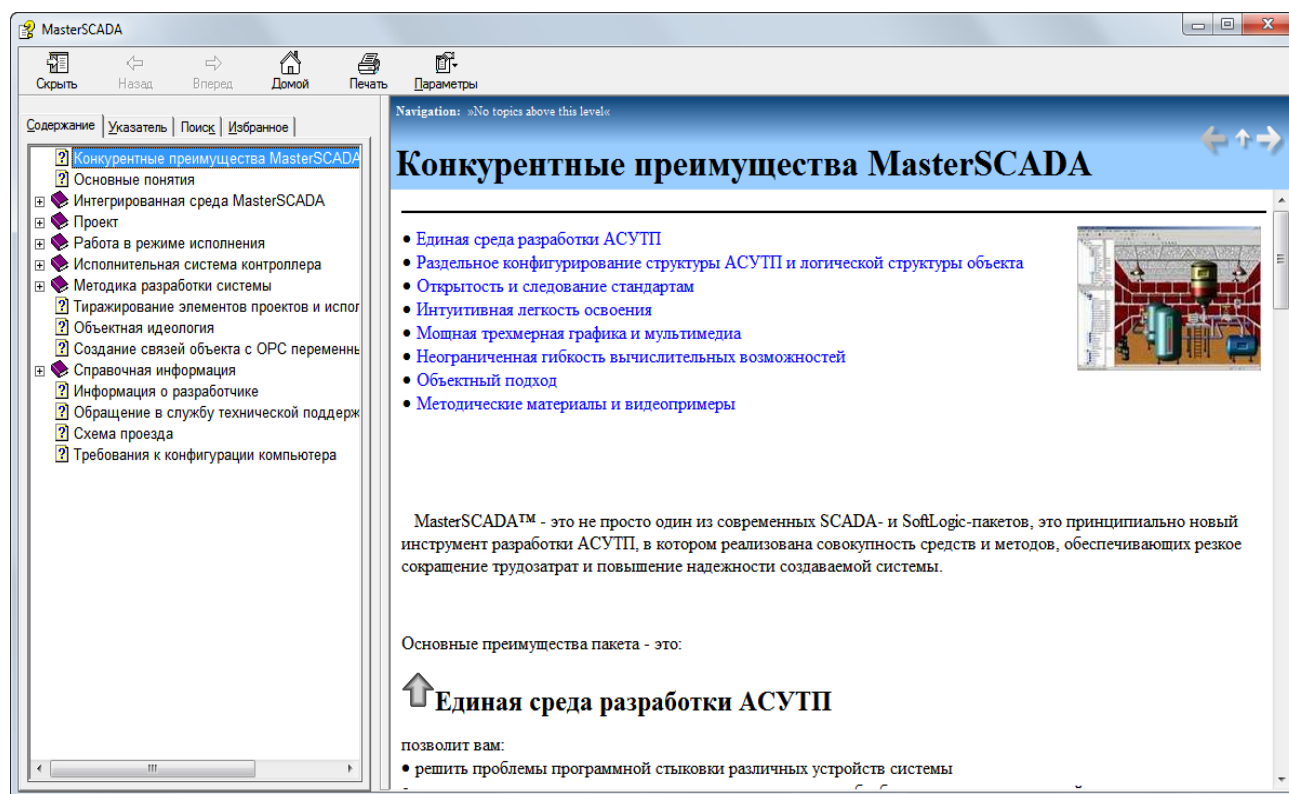 MasterSCADA
Скрыть Назад Вперед Домой Печать Параметры
Содержание Указатель Поиск Избранное
Конкурентные преимущества MasterSCADA
Основные понятия
Интегрированная среда MasterSCADA
Проект
Работа в режиме исполнения
Исполнительная система контроллера
Методика разработки системы
Тиражирование элементов проектов и испол
Объектная идеология
Создание связей объекта с OPC переменны
Справочная информация
Информация о разработчике
Обращение в службу технической поддерж
Схема проезда
Требования к конфигурации компьютера
Navigation: »No topics above this level«
Конкурентные преимущества MasterSCADA
• Единая среда разработки АСУТП
• Раздельное конфигурирование структуры АСУТП и логической структуры объекта
• Открытость и следование стандартам
• Интуитивная легкость освоения
• Мощная трехмерная графика и мультимедиа
• Неограниченная гибкость вычислительных возможностей
• Объектный подход
• Методические материалы и видеопримеры
MasterSCADA™ - это не просто один из современных SCADA- и SoftLogic-пакетов, это принципиально новый
инструмент разработки АСУТП, в котором реализована совокупность средств и методов, обеспечивающих резкое
сокращение трудозатрат и повышение надежности создаваемой системы.
Основные преимущества пакета - это:
Единая среда разработки АСУТП
позволит вам:
• решить проблемы программной стыковки различных устройств системы